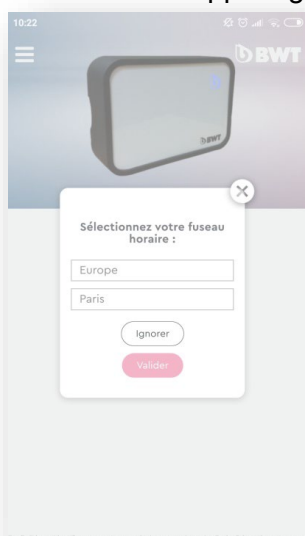 10:22
BWT
BWT
Sélectionnez votre fuseau
horaire :
Europe
Paris
Ignorer
Valider